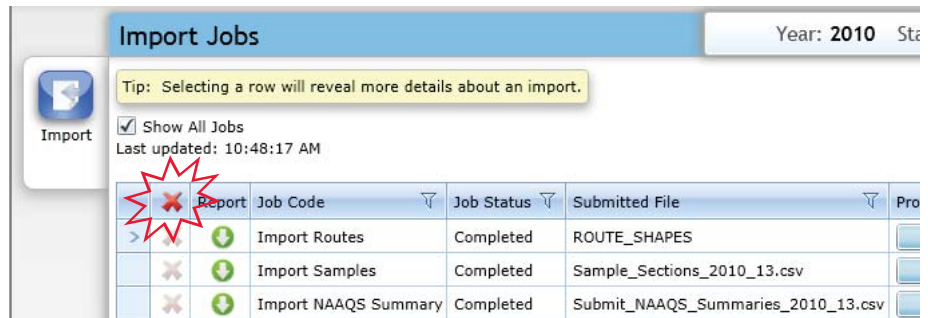 Import Jobs
Year: 2010 Sta
Tip: Selecting a row will reveal more details about an import.
Import
Show All Jobs
Last updated: 10:48:17 AM
Report Job Code Job Status Submitted File Pro
Import Routes Completed ROUTE_SHAPES
Import Samples Completed Sample_Sections_2010_13.csv
Import NAAQS Summary Completed Submit_NAAQS_Summaries_2010_13.csv